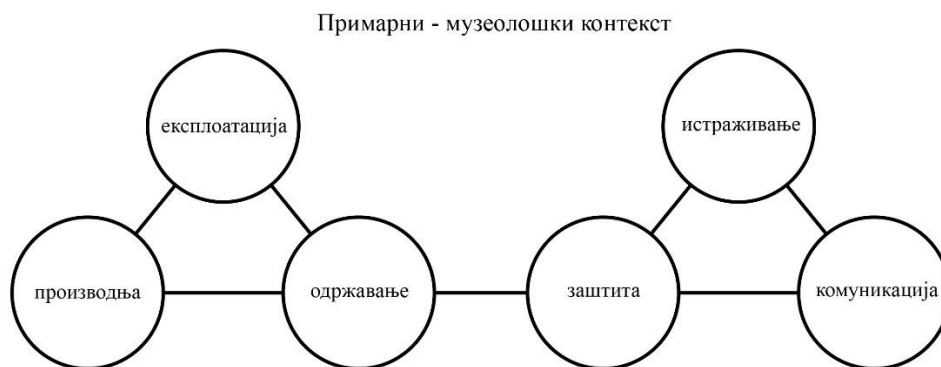 Примарни - музеолошки контекст
експлоатација
истраживање
производња
одржавање
заштита
комуникација